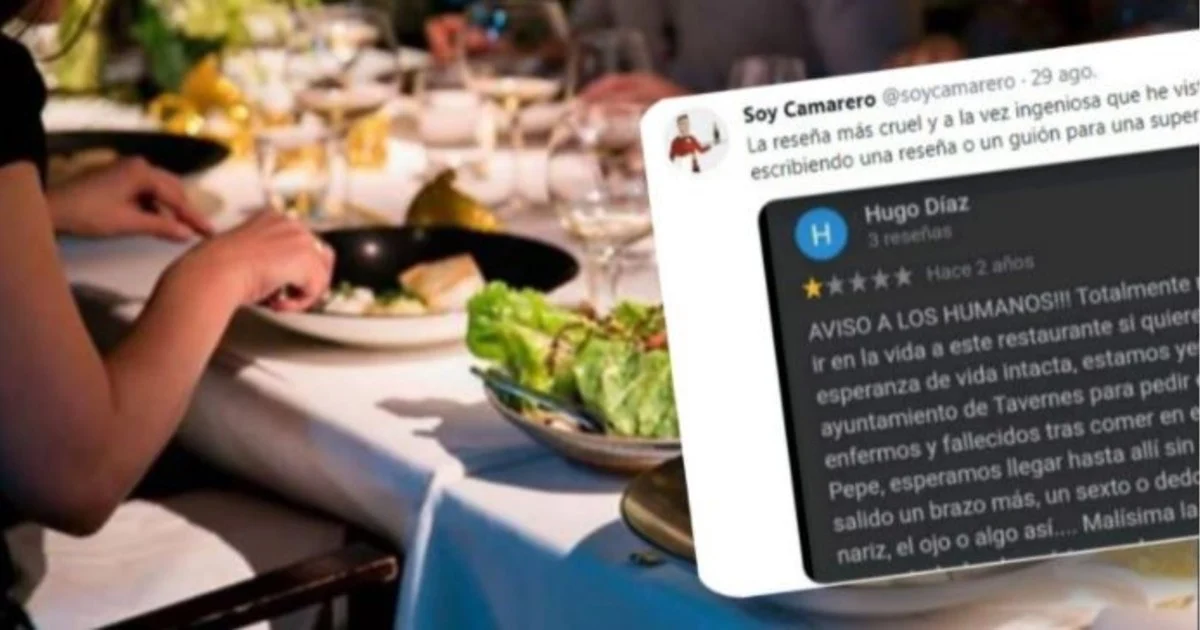 Soy Camarero @soycamarero · 29 ago.
La reseña más cruel y a la vez ingeniosa que he vis
escribiendo una reseña o un guión para una super
H
Hugo Díaz
3 reseñas
Hace 2 años
AVISO A LOS HUMANOS!!! Totalmente
ir en la vida a este restaurante si quiere
esperanza de vida intacta, estamos ye
ayuntamiento de Tavernes para pedir
enfermos y fallecidos tras comer en e
Pepe, esperamos llegar hasta allí sin
salido un brazo más, un sexto o dedo
nariz, el ojo o algo así.... Malísima la